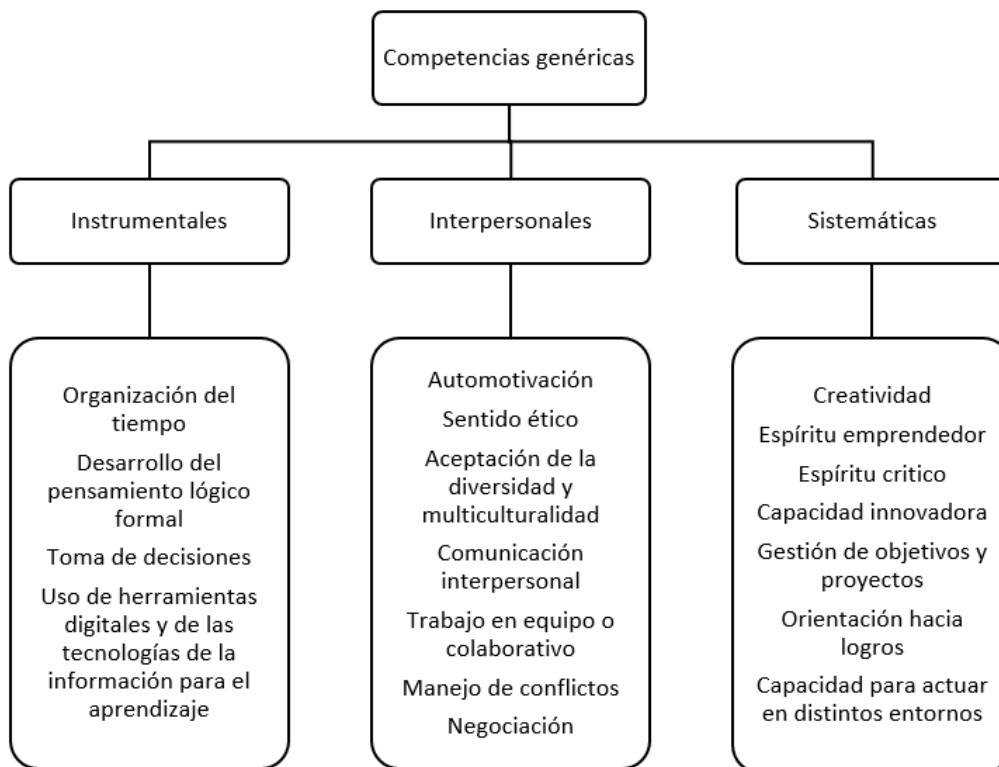 Competencias genéricas
Instrumentales
Interpersonales
Sistemáticas
Organización del
tiempo
Desarrollo del
pensamiento lógico
formal
Toma de decisiones
Uso de herramientas
digitales y de las
tecnologías de la
información para el
aprendizaje
Automotivación
Sentido ético
Aceptación de la
diversidad y
multiculturalidad
Comunicación
interpersonal
Trabajo en equipo o
colaborativo
Manejo de conflictos
Negociación
Creatividad
Espíritu emprendedor
Espíritu critico
Capacidad innovadora
Gestión de objetivos y
proyectos
Orientación hacia
logros
Capacidad para actuar
en distintos entornos